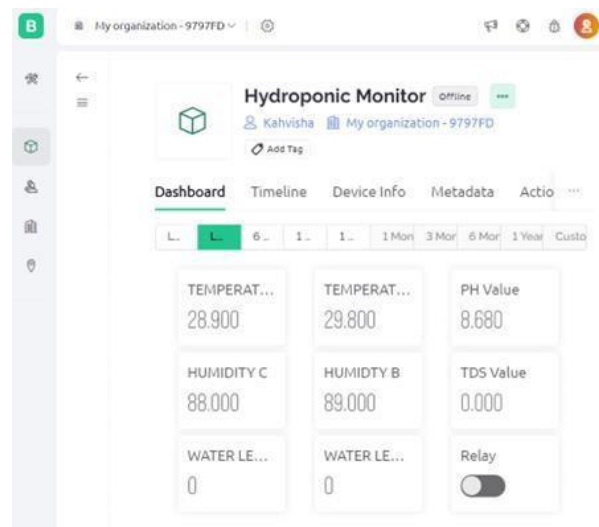 B
My organization - 9797FD
Hydroponic Monitor Offline
Kahvisha My organization - 9797FD
Add Tag
Dashboard Timeline Device Info Metadata Actio ...
L... L... 6... 1... 1... 1 Mon 3 Mor 6 Mor 1 Year Custo
TEMPERAT... TEMPERAT... PH Value
28.900 29.800 8.680
HUMIDITY C HUMIDTY B TDS Value
88.000 89.000 0.000
WATER LE... WATER LE... Relay
0 0